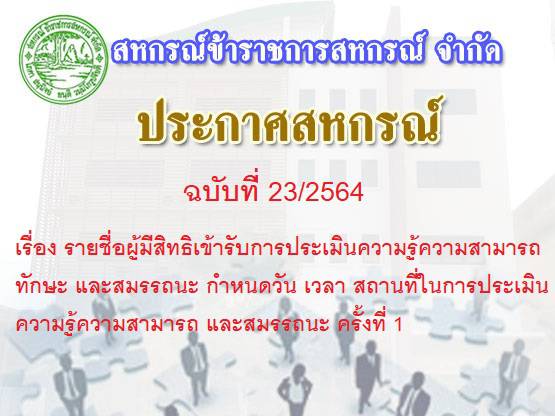 สหกรณ์ข้าราชการสหกรณ์ จำกัด
ประกาศสหกรณ์
ฉบับที่ 23/2564
เรื่อง รายชื่อผู้มีสิทธิเข้ารับการประเมินความรู้ความสามารถ
ทักษะ และสมรรถนะ กำหนดวัน เวลา สถานที่ในการประเมิน
ความรู้ความสามารถ และสมรรถนะ ครั้งที่ 1